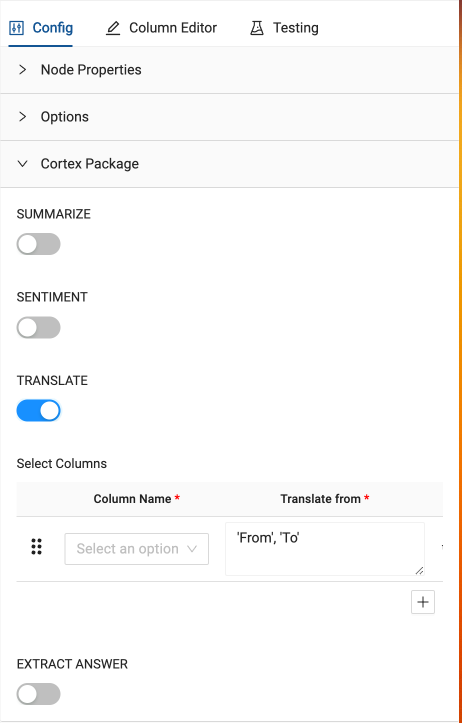 Config Column Editor Testing
Node Properties
Options
Cortex Package
SUMMARIZE
SENTIMENT
TRANSLATE
Select Columns
Column Name * Translate from *
Select an option 'From', 'To'
EXTRACT ANSWER